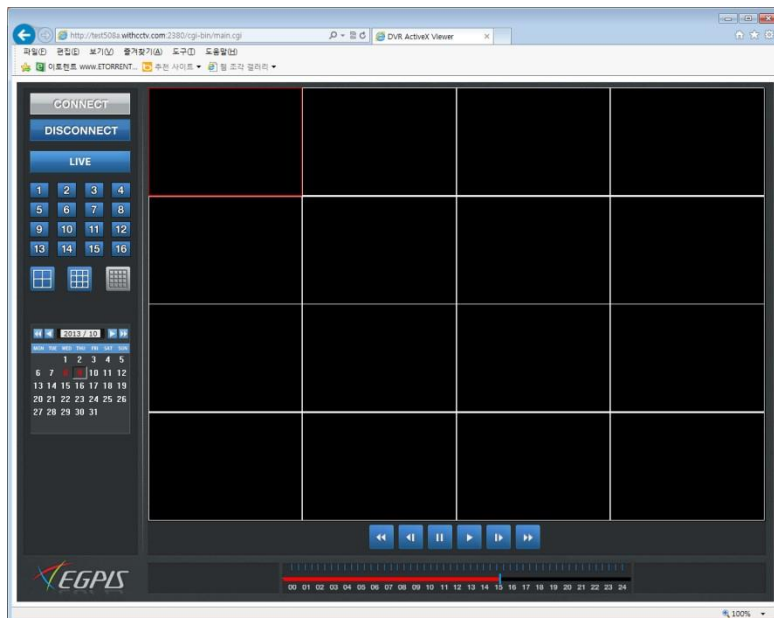 http://test508a.withcctv.com:2380/cgi-bin/main.cgi
DVR ActiveX Viewer
파일(F) 편집(E) 보기(V) 즐겨찾기(A) 도구(T) 도움말(H)
이토렌트 www.ETORRENT... 추천 사이트 웹 조각 갤러리
CONNECT
DISCONNECT
LIVE
1 2 3 4
5 6 7 8
9 10 11 12
13 14 15 16
2013 / 10
MON TUE WED THU FRI SAT SUN
1 2 3 4 5
6 7 8 9 10 11 12
13 14 15 16 17 18 19
20 21 22 23 24 25 26
27 28 29 30 31
EGPIS
00 01 02 03 04 05 06 07 08 09 10 11 12 13 14 15 16 17 18 19 20 21 22 23 24
100%